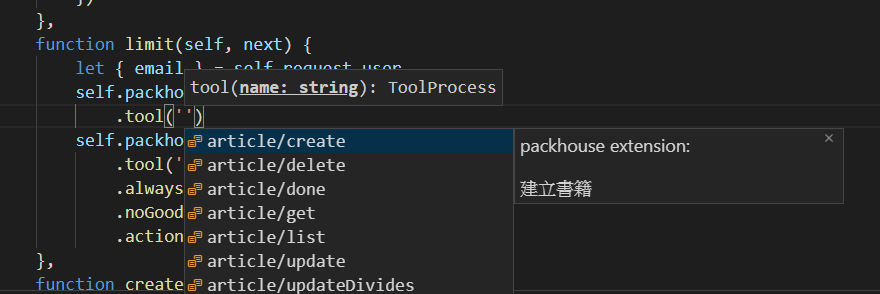 },
function limit(self, next) {
let { email } = self.request.user
self.packho
tool(name: string): ToolProcess
.tool('')
self.packho
article/create
packhouse extension:
×
.tool('
article/delete
.always
article/done
建立書籍
.noGood
article/get
.action
article/list
},
article/update
function create
article/updateDivides